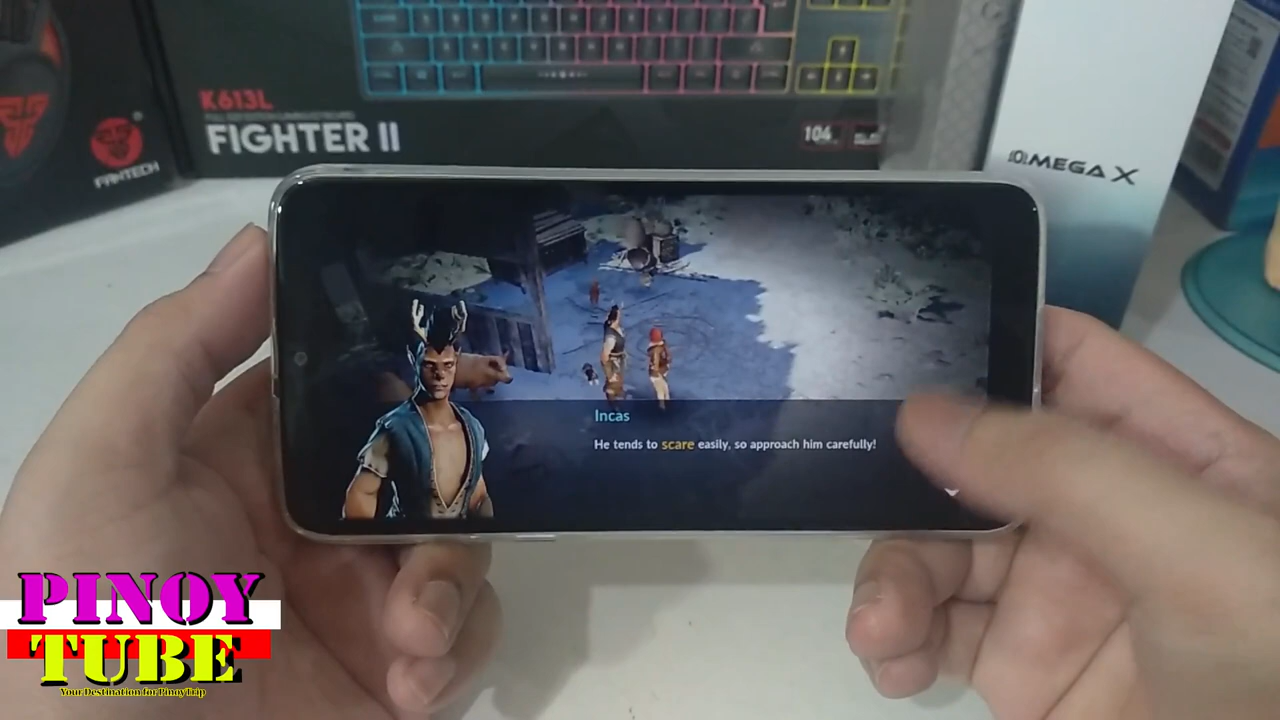 K613L
FIGHTER II
104
FANTECH
OMEGA X
Incas
He tends to scare easily, so approach him carefully!
PINOY
TUBE
Your Destination for PinoyTrip